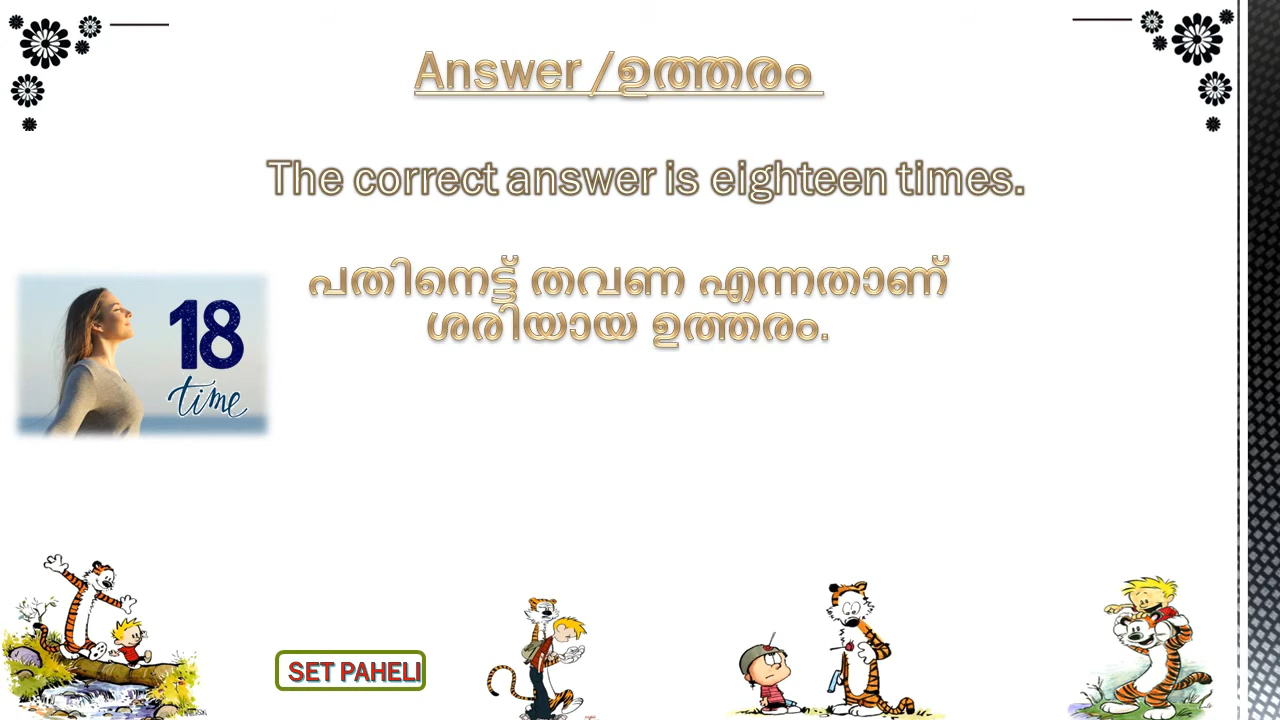 Answer /ഉത്തരം
The correct answer is eighteen times.
പതിനെട്ട് തവണ എന്നതാണ്
ശരിയായ ഉത്തരം.
18
time
SET PAHELI